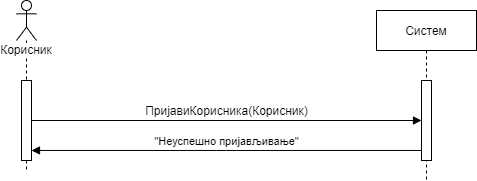 Корисник
Систем
ПријавиКорисника(Корисник)
"Неуспешно пријављивање"